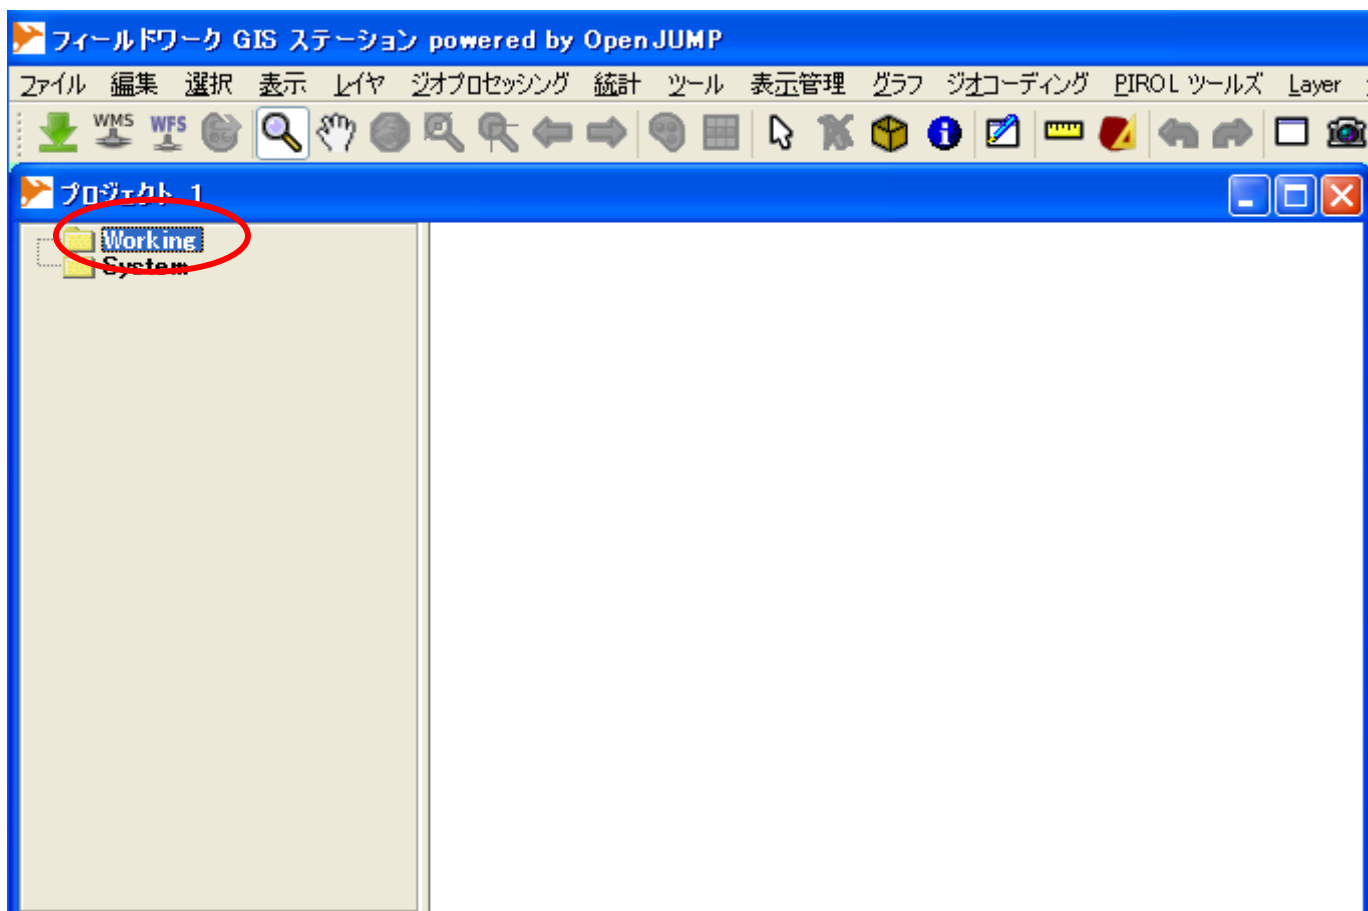 フィールドワーク GIS ステーション powered by OpenJUMP
ファイル 編集 選択 表示 レイヤ ジオプロセッシング 統計 ツール 表示管理 グラフ ジオコーディング PIROL ツールズ Layer
WMS WFS
プロジェクト 1
Working
System